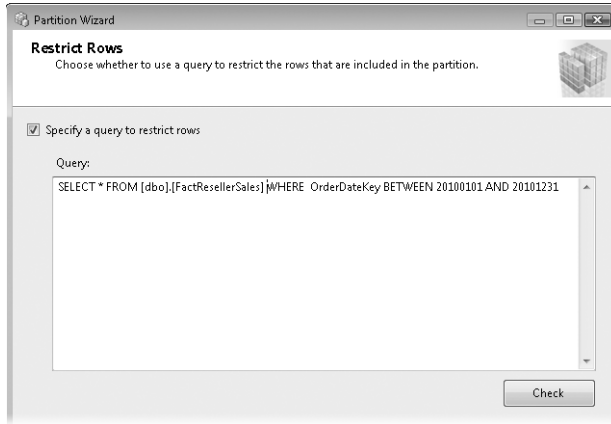 Partition Wizard
Restrict Rows
Choose whether to use a query to restrict the rows that are included in the partition.
Specify a query to restrict rows
Query:
SELECT * FROM [dbo].[FactResellerSales] WHERE  OrderDateKey BETWEEN 20100101 AND 20101231
Check